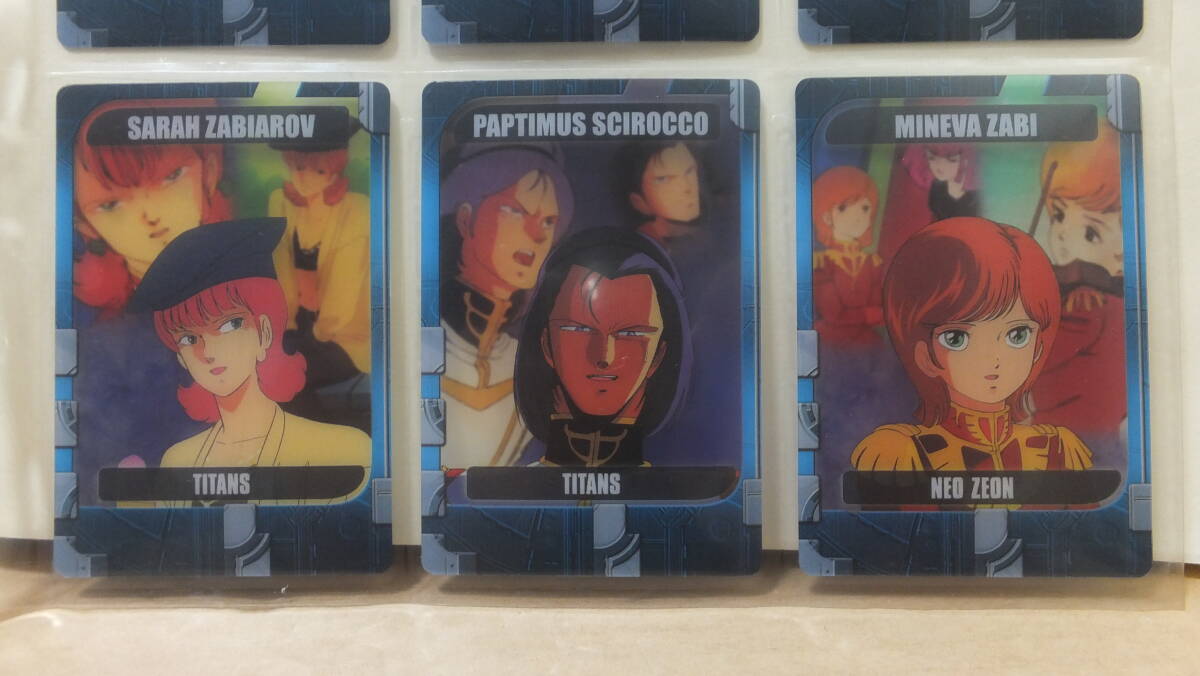 SARAH ZABIAROV
TITANS
PAPTIMUS SCIROCCO
TITANS
MINEVA ZABI
NEO ZEON